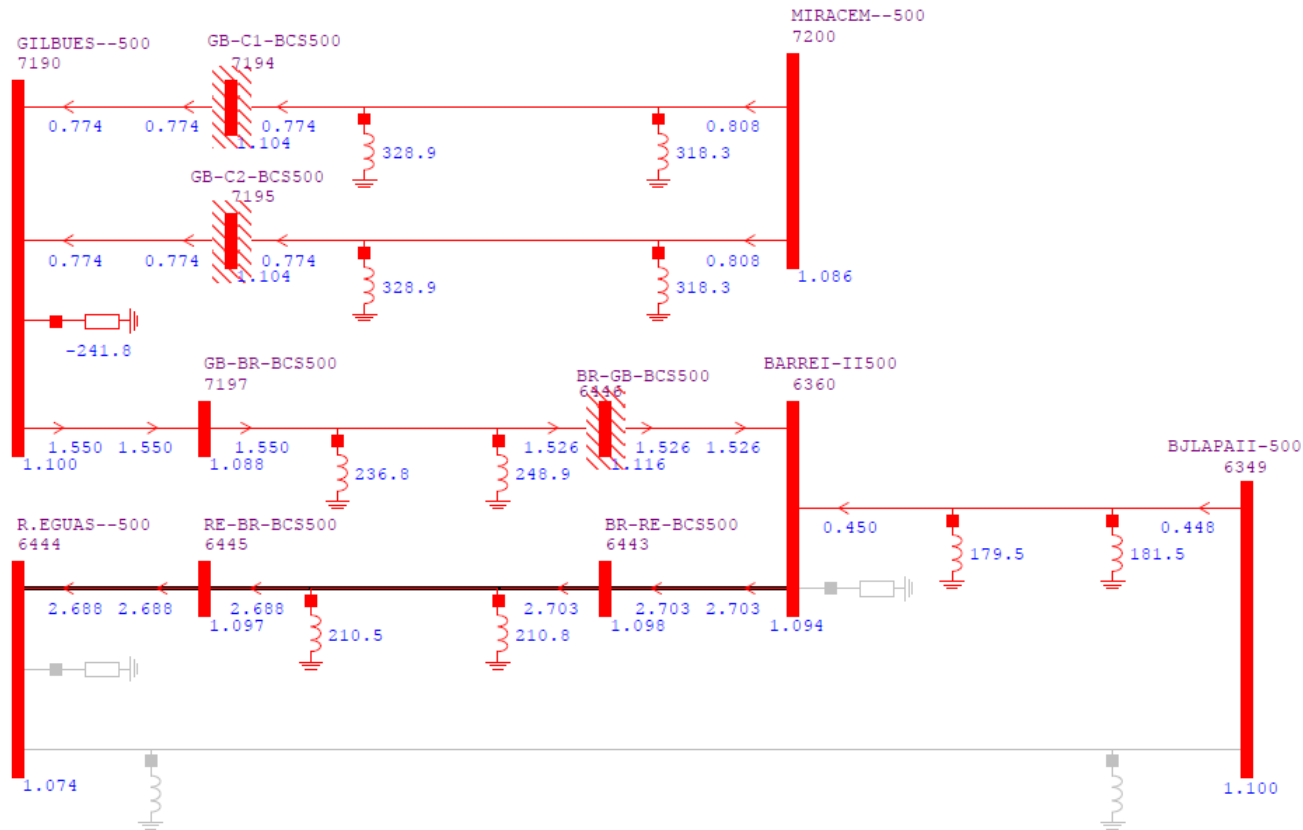 MIRACEM--500
7200
GILBUES--500
7190
GB-C1-BCS500
7194
0.774 0.774 0.774 0.808
1.104
328.9 318.3
GB-C2-BCS500
7195
0.774 0.774 0.774 0.808
1.104
1.086
328.9 318.3
-241.8
GB-BR-BCS500
7197
BR-GB-BCS500
6446
BARREI-II500
6360
1.550 1.550 1.550 1.526 1.526 1.526
1.100 1.088 1.116
236.8 248.9
BJLAPAII-500
6349
R.EGUAS--500
6444
RE-BR-BCS500
6445
BR-RE-BCS500
6443
0.450 0.448
179.5 181.5
2.688 2.688 2.688 2.703 2.703 2.703
1.097 1.098 1.094
210.5 210.8
1.074 1.100